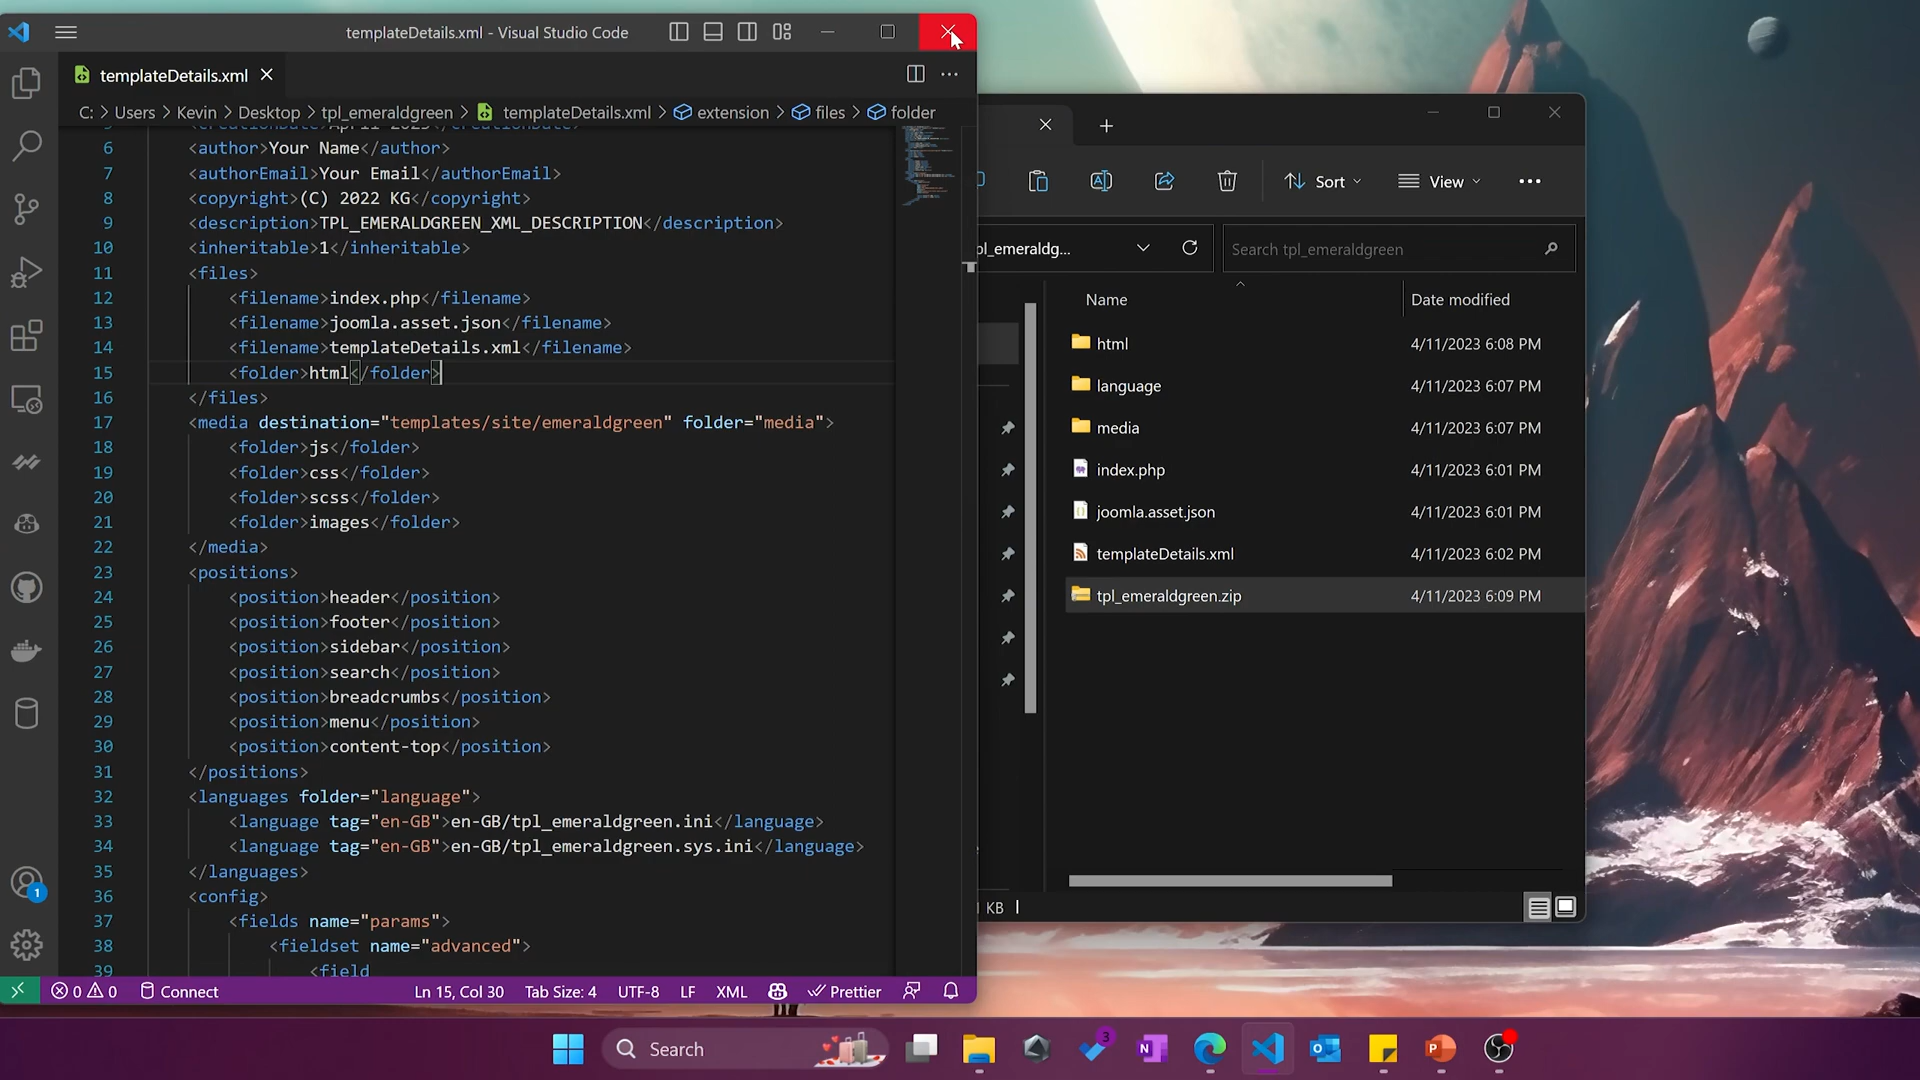 templateDetails.xml - Visual Studio Code
templateDetails.xml
C: > Users > Kevin > Desktop > tpl_emeraldgreen > templateDetails.xml > extension > files > folder
6 <author>Your Name</author>
7 <authorEmail>Your Email</authorEmail>
8 <copyright>(C) 2022 KG</copyright>
9 <description>TPL_EMERALDGREEN_XML_DESCRIPTION</description>
10 <inheritable>1</inheritable>
11 <files>
12 <filename>index.php</filename>
13 <filename>joomla.asset.json</filename>
14 <filename>templateDetails.xml</filename>
15 <folder>html</folder>
16 </files>
17 <media destination="templates/site/emeraldgreen" folder="media">
18 <folder>js</folder>
19 <folder>css</folder>
20 <folder>scss</folder>
21 <folder>images</folder>
22 </media>
23 <positions>
24 <position>header</position>
25 <position>footer</position>
26 <position>sidebar</position>
27 <position>search</position>
28 <position>breadcrumbs</position>
29 <position>menu</position>
30 <position>content-top</position>
31 </positions>
32 <languages folder="language">
33 <language tag="en-GB">en-GB/tpl_emeraldgreen.ini</language>
34 <language tag="en-GB">en-GB/tpl_emeraldgreen.sys.ini</language>
35 </languages>
36 <config>
37 <fields name="params">
38 <fieldset name="advanced">
39 <field
1
0 0 Connect Ln 15, Col 30 Tab Size: 4 UTF-8 LF XML Prettier
Sort View
pl_emeraldg... Search tpl_emeraldgreen
Name Date modified
html 4/11/2023 6:08 PM
language 4/11/2023 6:07 PM
media 4/11/2023 6:07 PM
index.php 4/11/2023 6:01 PM
joomla.asset.json 4/11/2023 6:01 PM
templateDetails.xml 4/11/2023 6:02 PM
tpl_emeraldgreen.zip 4/11/2023 6:09 PM
KB
Search
3